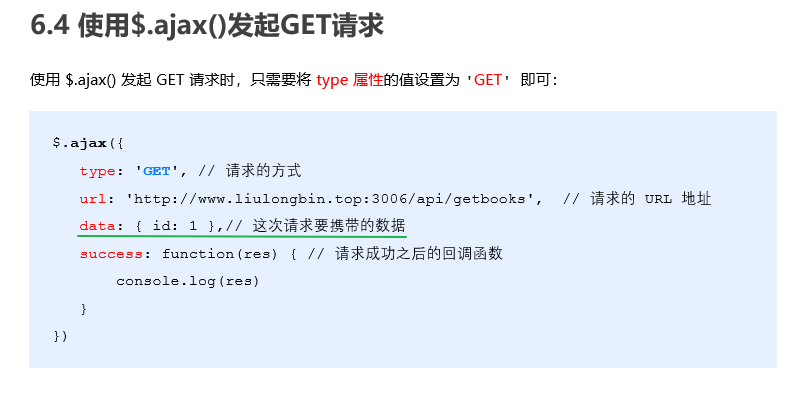 6.4 使用$.ajax()发起GET请求
使用 $.ajax() 发起 GET 请求时，只需要将 type 属性的值设置为 'GET' 即可：
$.ajax({
   type: 'GET', // 请求的方式
   url: 'http://www.liulongbin.top:3006/api/getbooks',  // 请求的 URL 地址
   data: { id: 1 },// 这次请求要携带的数据
   success: function(res) { // 请求成功之后的回调函数
       console.log(res)
   }
})